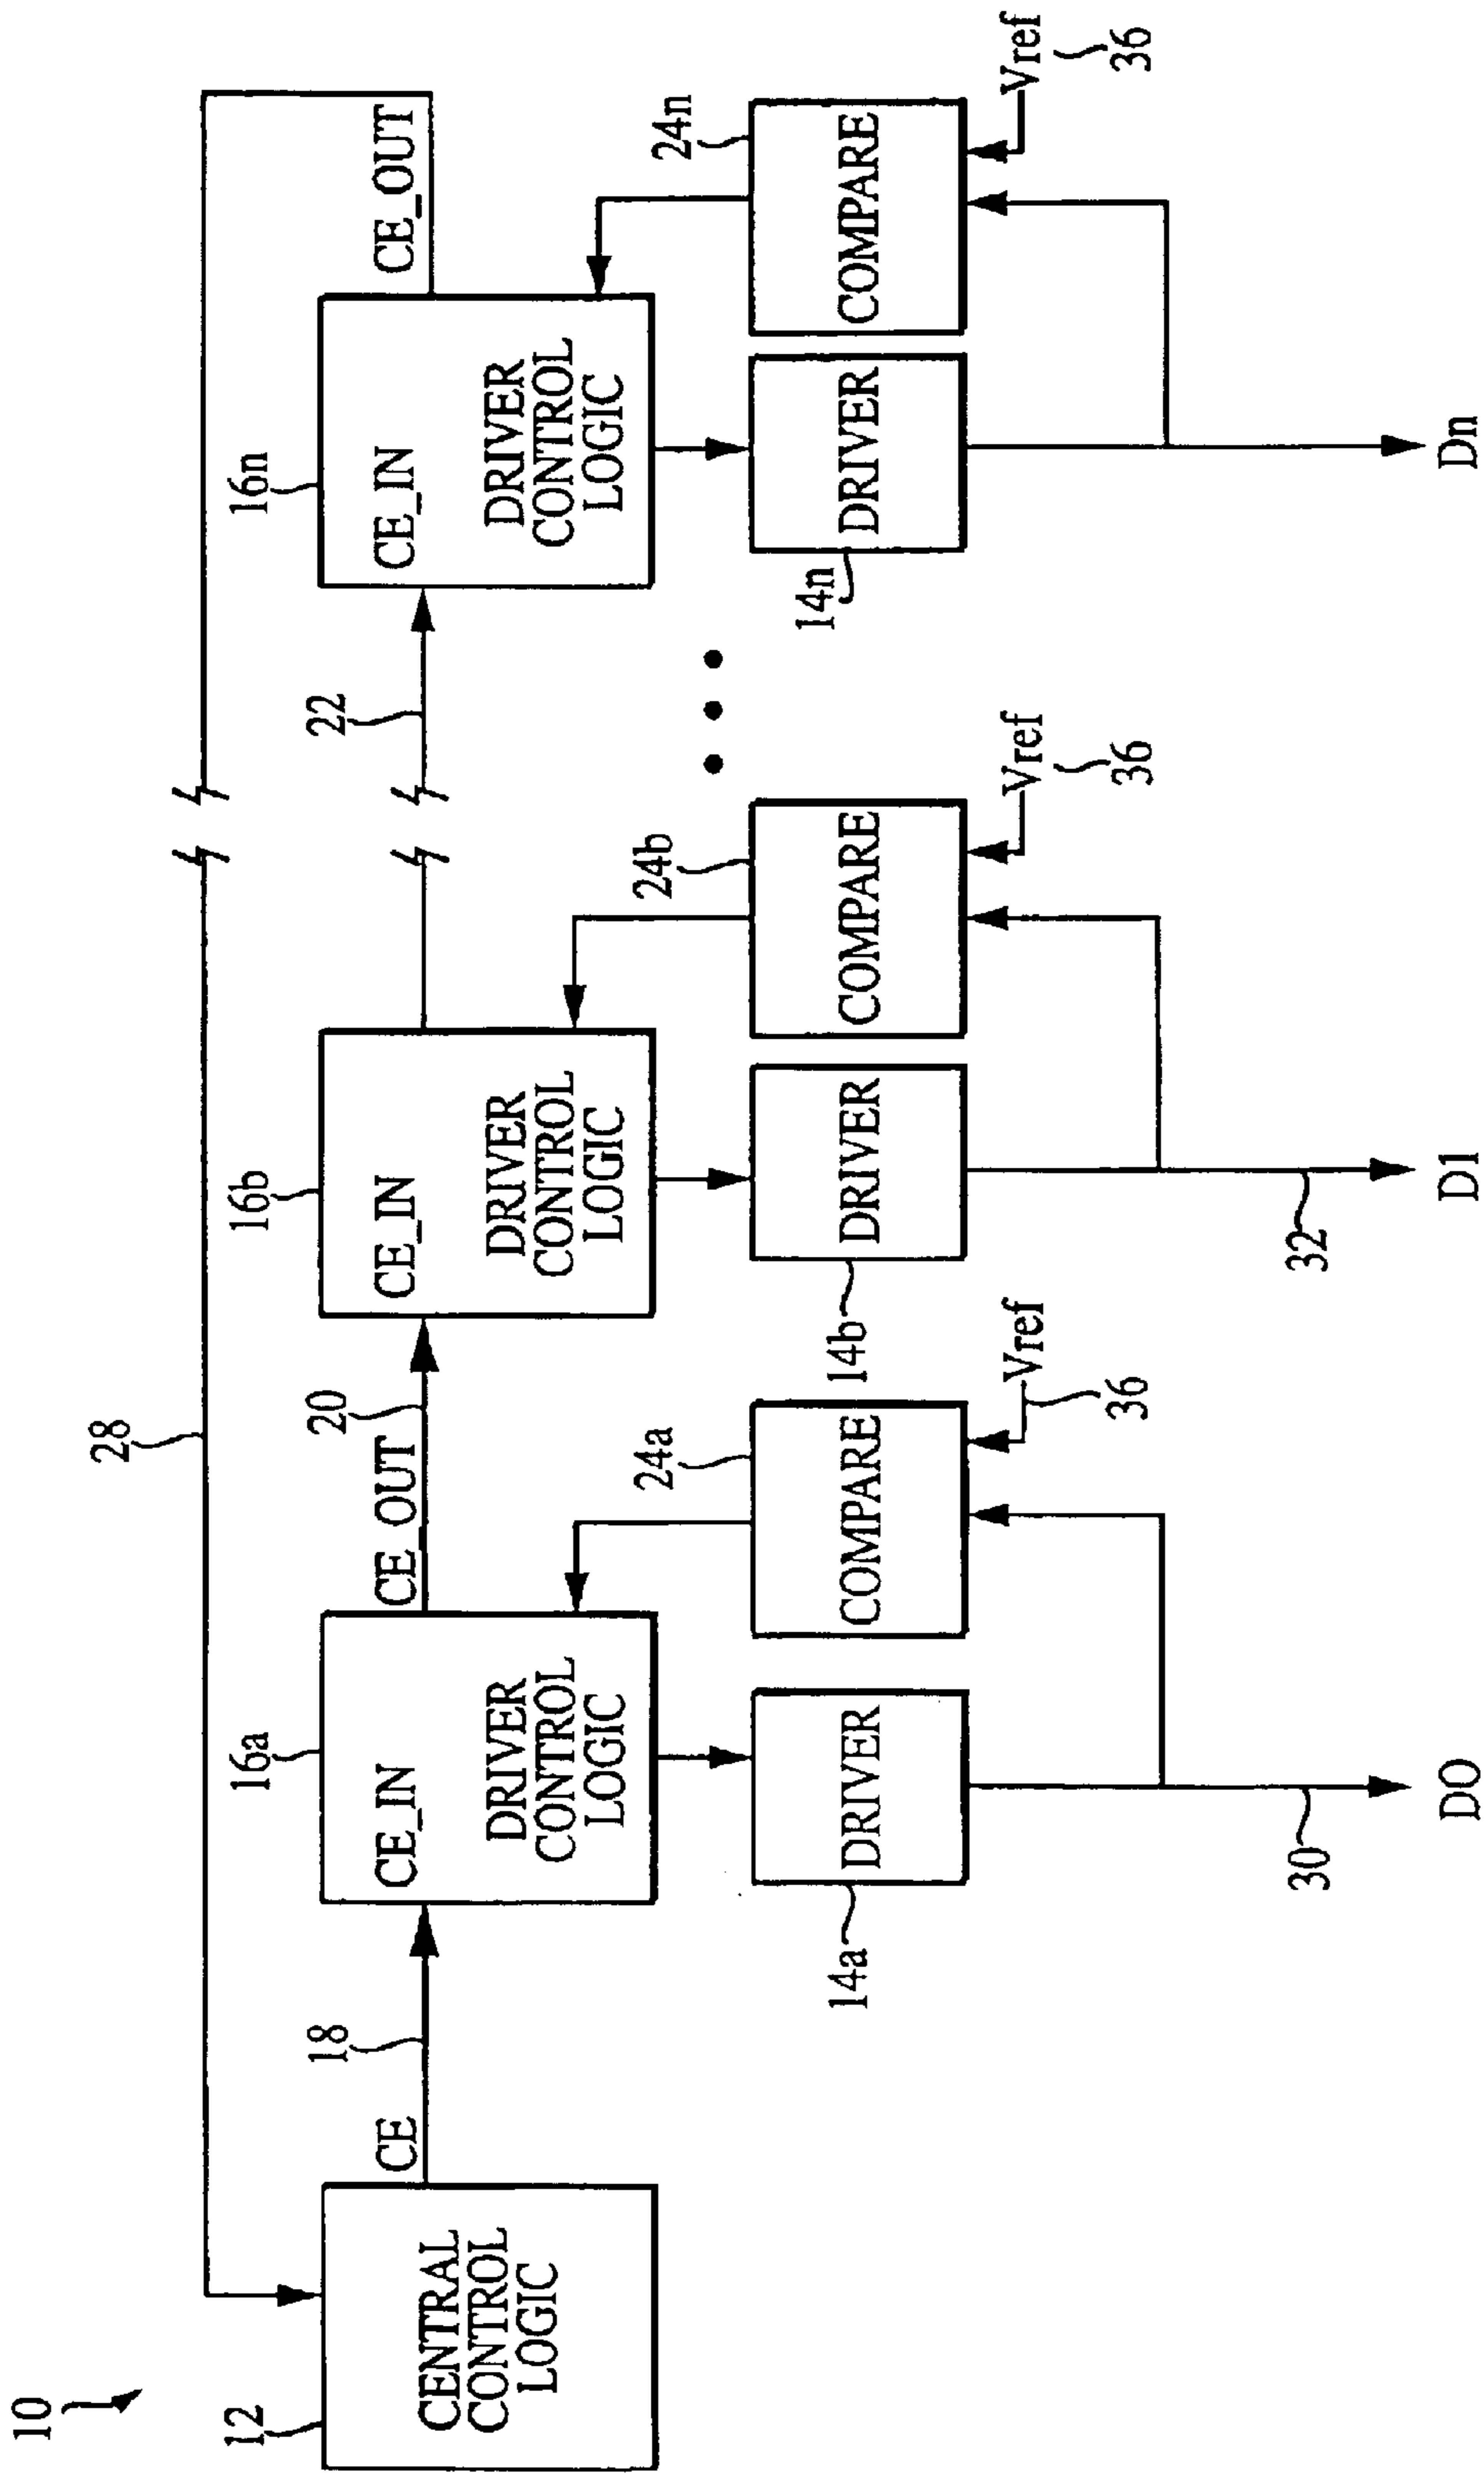 10
28
12
CENTRAL
CONTROL
LOGIC
CE
18
16a
CE_IN
DRIVER
CONTROL
LOGIC
CE_OUT
20
16b
CE_IN
DRIVER
CONTROL
LOGIC
22
16n
CE_IN
DRIVER
CONTROL
LOGIC
CE_OUT
14a
DRIVER
24a
COMPARE
Vref
36
14b
DRIVER
24b
COMPARE
Vref
36
14n
DRIVER
24n
COMPARE
Vref
36
30
DO
32
D1
Dn